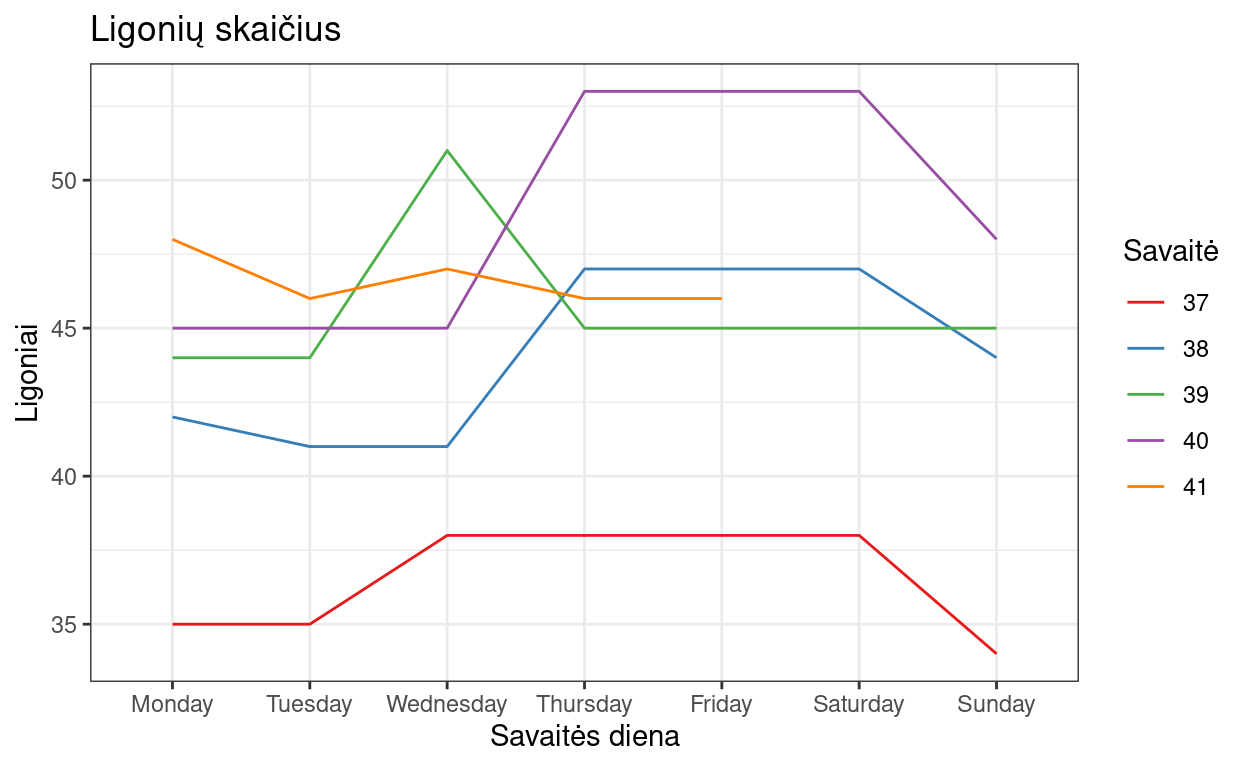 Ligonių skaičius
50
45
40
35
Ligoniai
Monday Tuesday Wednesday Thursday Friday Saturday Sunday
Savaitės diena
Savaitė
37
38
39
40
41